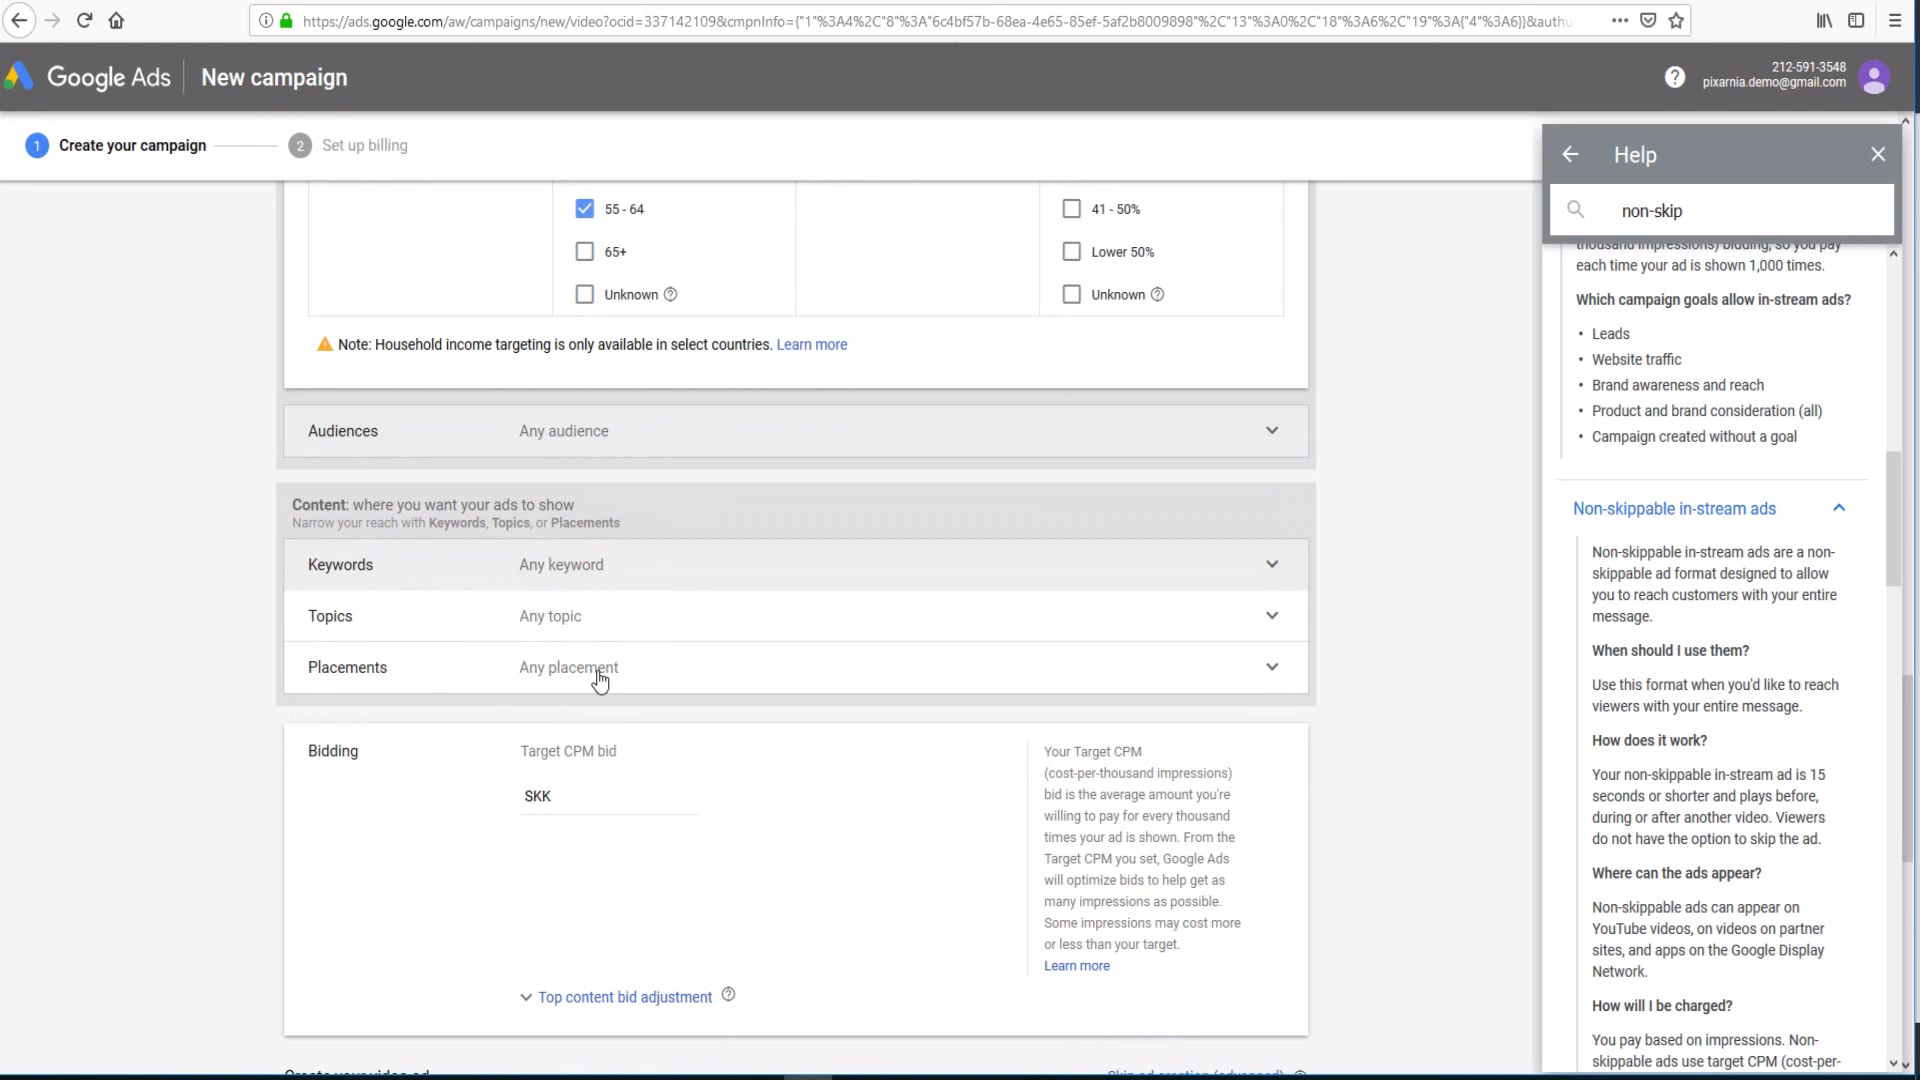 https://ads.google.com/aw/campaigns/new/video?ocid=337142109&cmpnInfo={"1"%3A4%2C"8"%3A"6c4bf57b-68ea-4e65-85ef-5af2b8009898"%2C"13"%3A0%2C"18"%3A6%2C"19"%3A{"4"%3A6}}&authu
Google Ads
New campaign
212-591-3548
pixarnia.demo@gmail.com
1
Create your campaign
2
Set up billing
55 - 64
41 - 50%
65+
Lower 50%
Unknown
Unknown
Note: Household income targeting is only available in select countries. Learn more
Audiences
Any audience
Content: where you want your ads to show
Narrow your reach with Keywords, Topics, or Placements
Keywords
Any keyword
Topics
Any topic
Placements
Any placement
Bidding
Target CPM bid
SKK
Your Target CPM
(cost-per-thousand impressions)
bid is the average amount you're
willing to pay for every thousand
times your ad is shown. From the
Target CPM you set, Google Ads
will optimize bids to help get as
many impressions as possible.
Some impressions may cost more
or less than your target.
Learn more
Top content bid adjustment
Create your video ad
Skip ad creation (advanced)
Help
non-skip
thousand impressions) bidding, so you pay
each time your ad is shown 1,000 times.
Which campaign goals allow in-stream ads?
• Leads
• Website traffic
• Brand awareness and reach
• Product and brand consideration (all)
• Campaign created without a goal
Non-skippable in-stream ads
Non-skippable in-stream ads are a non-
skippable ad format designed to allow
you to reach customers with your entire
message.
When should I use them?
Use this format when you'd like to reach
viewers with your entire message.
How does it work?
Your non-skippable in-stream ad is 15
seconds or shorter and plays before,
during or after another video. Viewers
do not have the option to skip the ad.
Where can the ads appear?
Non-skippable ads can appear on
YouTube videos, on videos on partner
sites, and apps on the Google Display
Network.
How will I be charged?
You pay based on impressions. Non-
skippable ads use target CPM (cost-per-